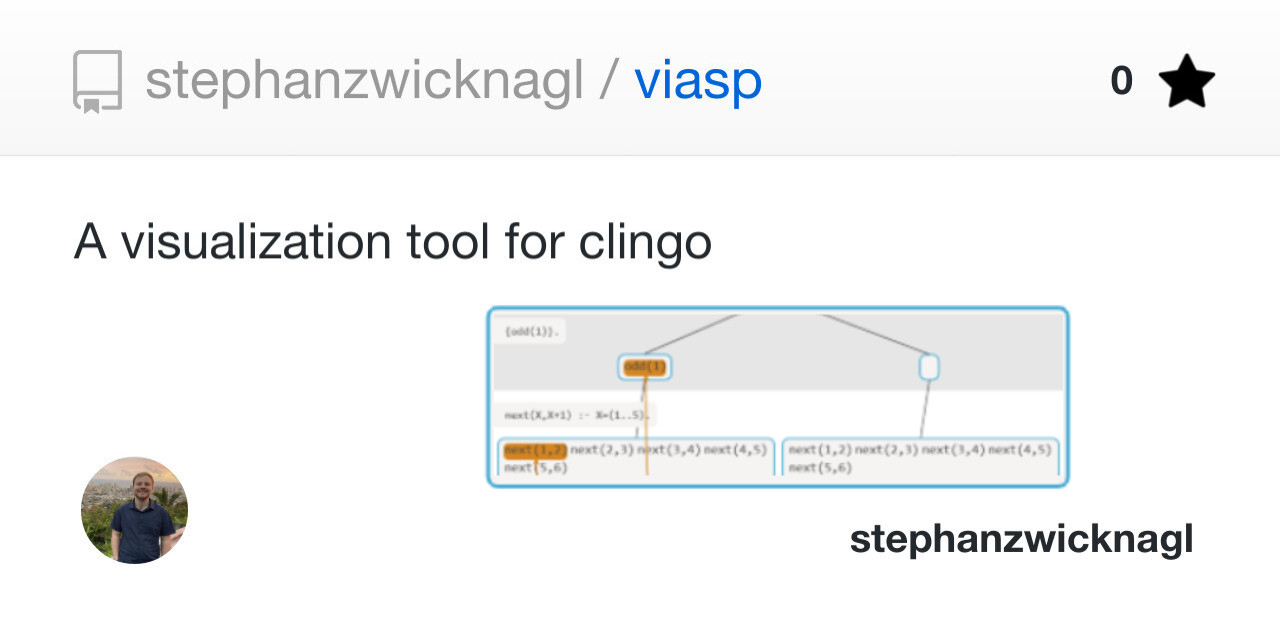 stephanzwicknagl / viasp
0
A visualization tool for clingo
{odd(1)}.
odd(1)
next(X,X+1) :- X=(1..5).
next(1,2) next(2,3) next(3,4) next(4,5)
next(5,6)
next(1,2) next(2,3) next(3,4) next(4,5)
next(5,6)
stephanzwicknagl